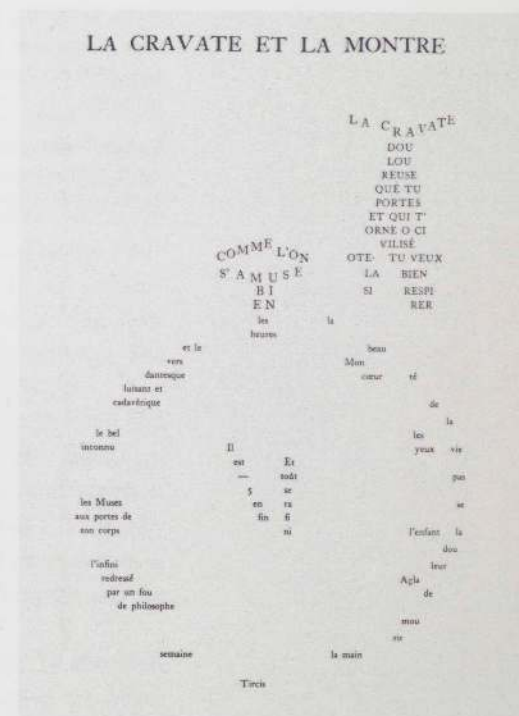 LA CRAVATE ET LA MONTRE
LA CRAVATE
DOU
LOU
REUSE
QUE TU
PORTES
ET QUI T'
ORNE O CI
VILISÉ
OTE- TU VEUX
LA BIEN
SI RESPI
RER
COMME L'ON
S'AMUSE
BI
EN
les
heures
la
beau
té
de
la
vie
pas
se
la
dou
leur
de
mou
rir
et le
vers
dantesque
luisant et
cadavérique
le bel
inconnu
les Muses
aux portes de
ton corps
l'infini
redressé
par un fou
de philosophe
semaine
Mon
cœur
les
yeux
l'enfant
Agla
la main
Tircis
Il
est
—
5
en
fin
Et
tout
se
ra
fi
ni